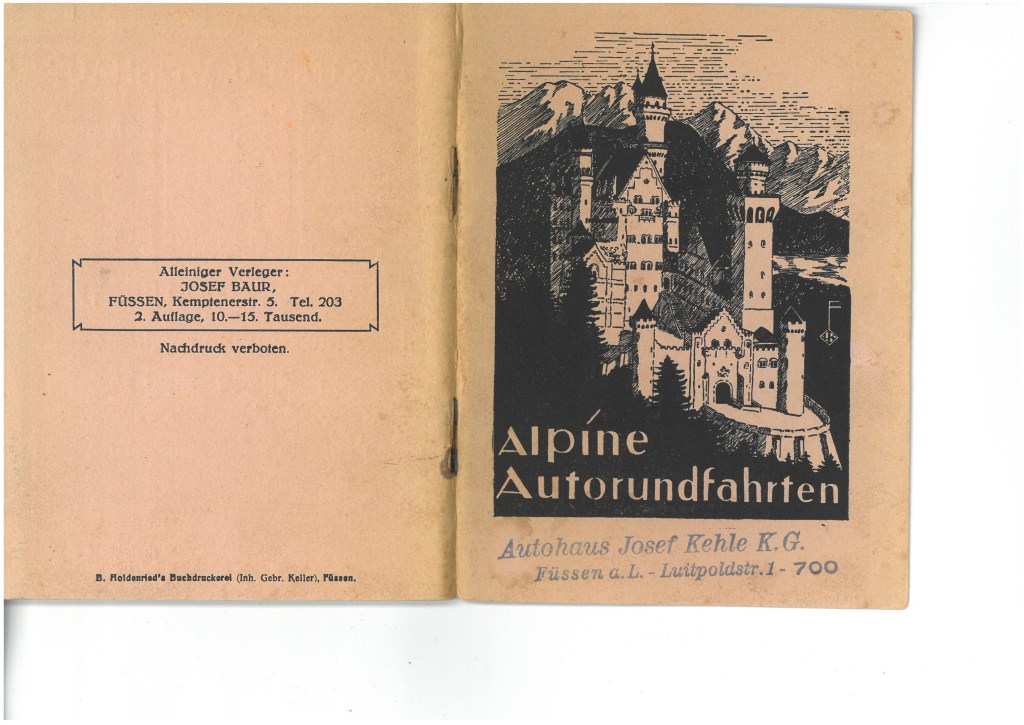 Alleiniger Verleger:
JOSEF BAUR,
FÜSSEN, Kemptenerstr. 5. Tel. 203
2. Auflage, 10.—15. Tausend.
Nachdruck verboten.
B. Holdenried's Buchdruckerei (Inh. Gebr. Keller), Füssen.
Alpine
Autorundfahrten
Autohaus Josef Kehle K.G.
Füssen a.L. - Luitpoldstr. 1 - 700